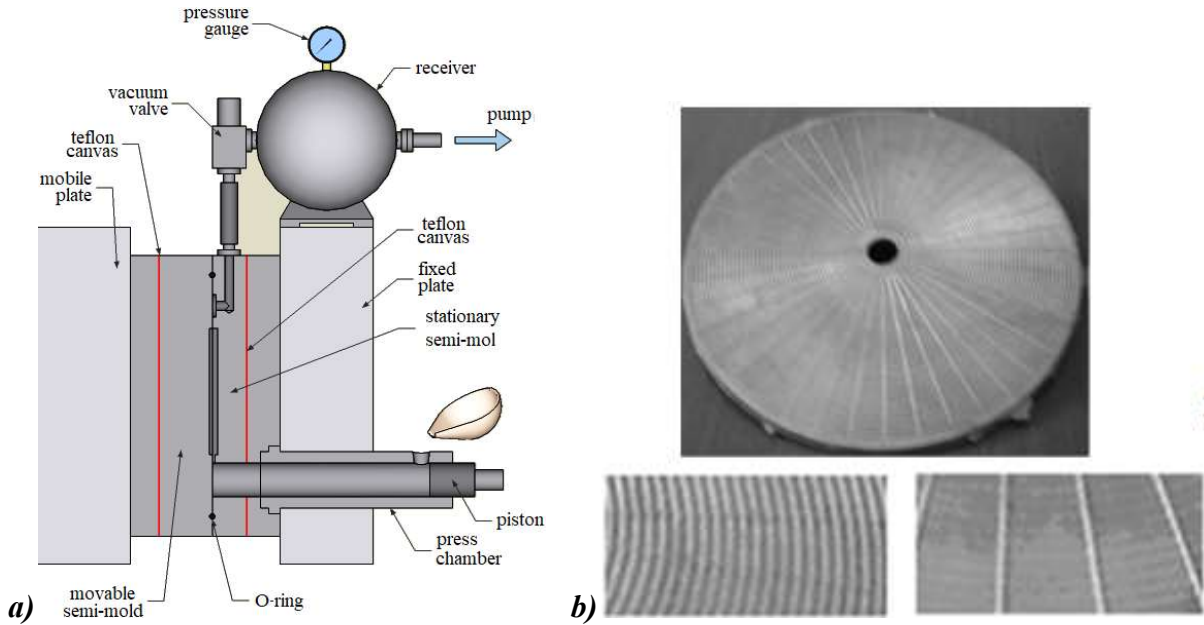 pressure
gauge
receiver
vacuum
valve
pump
teflon
canvas
mobile
plate
teflon
canvas
fixed
plate
stationary
semi-mol
piston
press
chamber
movable
semi-mold
O-ring
a)
b)